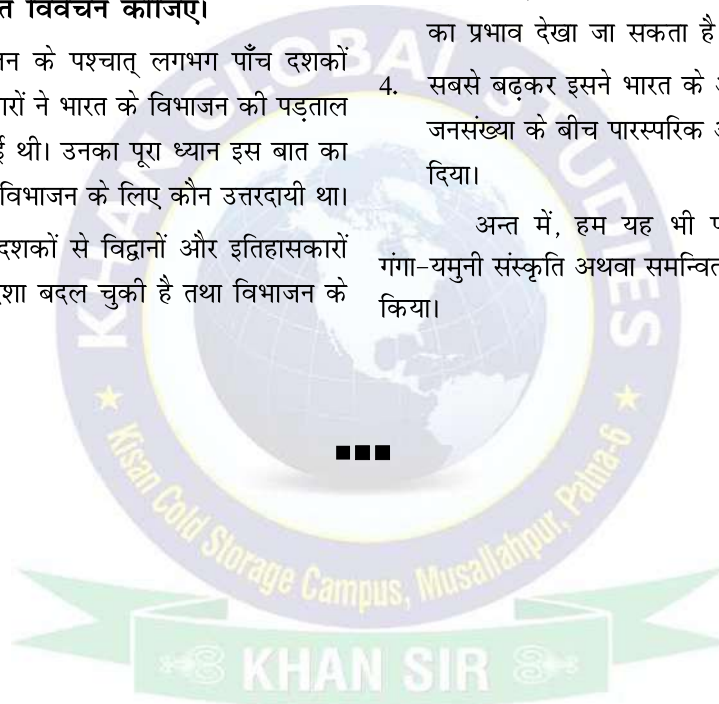 त विवेचन कीजिए।
जन के पश्चात् लगभग पाँच दशकों
कारों ने भारत के विभाजन की पड़ताल
ई थी। उनका पूरा ध्यान इस बात का
विभाजन के लिए कौन उत्तरदायी था।
दशकों से विद्वानों और इतिहासकारों
दिशा बदल चुकी है तथा विभाजन के
का प्रभाव देखा जा सकता है
4. सबसे बढ़कर इसने भारत के
जनसंख्या के बीच पारस्परिक
दिया।
अन्त में, हम यह भी
गंगा-यमुनी संस्कृति अथवा समन्वित
किया।
KHAN GLOBAL STUDIES
Kisan Cold Storage Campus, Musallahpur, Patna-6
KHAN SIR